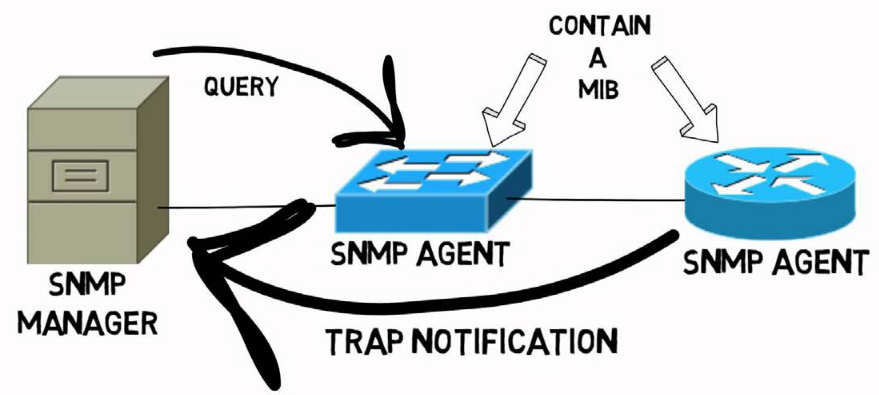 CONTAIN
A
MIB
QUERY
SNMP AGENT
SNMP AGENT
SNMP
MANAGER
TRAP NOTIFICATION